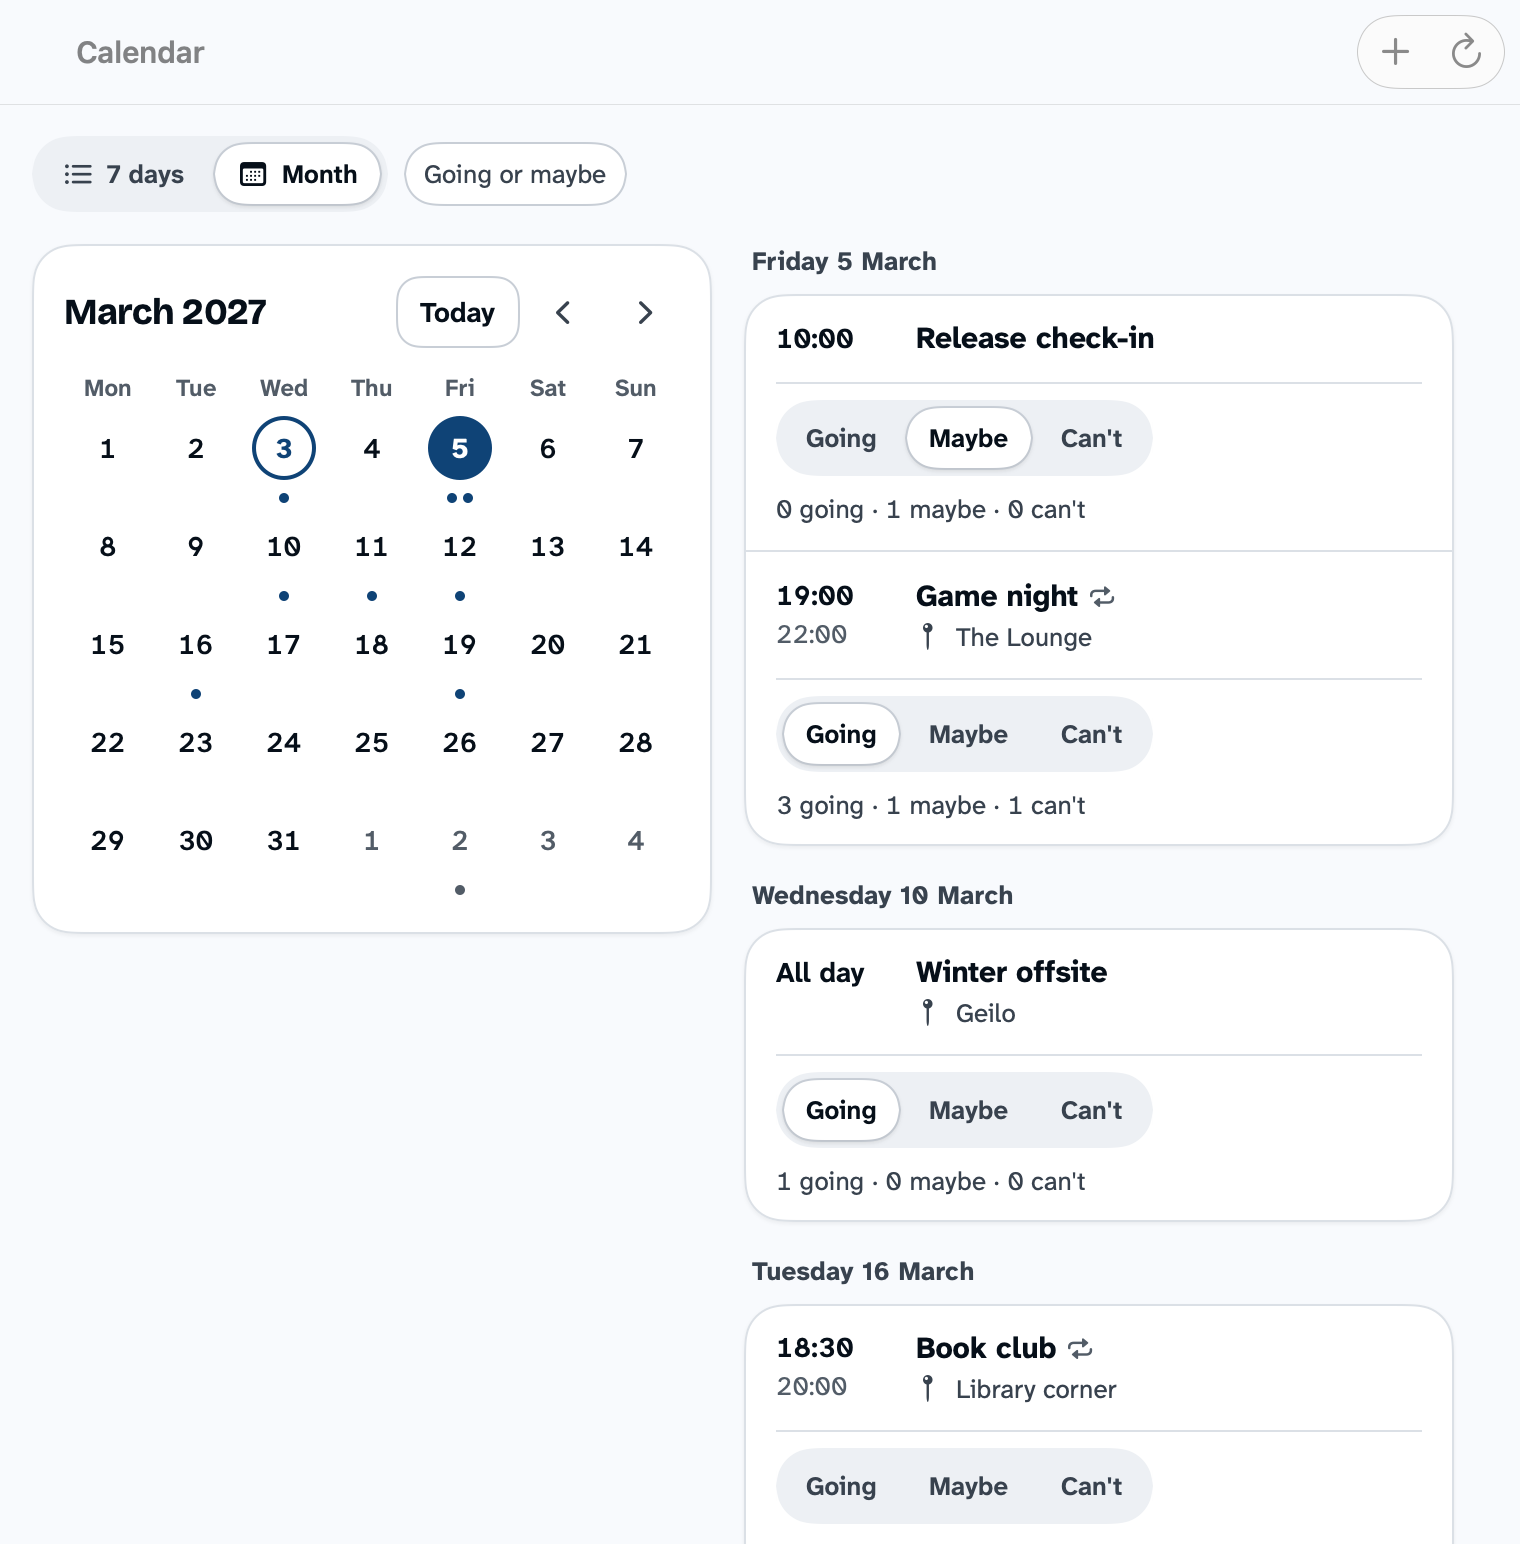 Calendar
7 days
Month
Going or maybe
March 2027
Today
Mon Tue Wed Thu Fri Sat Sun
1 2 3 4 5 6 7
8 9 10 11 12 13 14
15 16 17 18 19 20 21
22 23 24 25 26 27 28
29 30 31 1 2 3 4
Friday 5 March
10:00 Release check-in
Going Maybe Can't
0 going · 1 maybe · 0 can't
19:00 Game night
22:00 The Lounge
Going Maybe Can't
3 going · 1 maybe · 1 can't
Wednesday 10 March
All day Winter offsite
Geilo
Going Maybe Can't
1 going · 0 maybe · 0 can't
Tuesday 16 March
18:30 Book club
20:00 Library corner
Going Maybe Can't